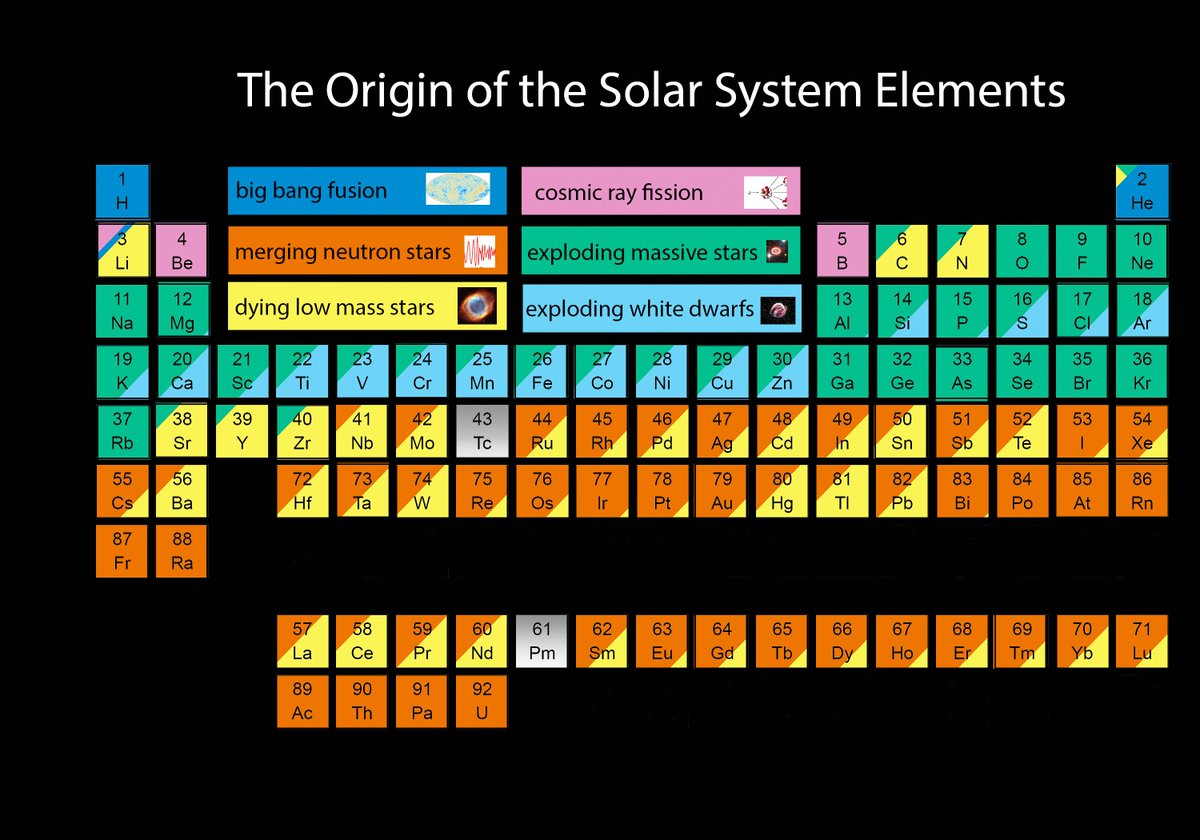 The Origin of the Solar System Elements
1
H
big bang fusion
cosmic ray fission
2
He
3
Li
4
Be
merging neutron stars
exploding massive stars
5
B
6
C
7
N
8
O
9
F
10
Ne
11
Na
12
Mg
dying low mass stars
exploding white dwarfs
13
Al
14
Si
15
P
16
S
17
Cl
18
Ar
19
K
20
Ca
21
Sc
22
Ti
23
V
24
Cr
25
Mn
26
Fe
27
Co
28
Ni
29
Cu
30
Zn
31
Ga
32
Ge
33
As
34
Se
35
Br
36
Kr
37
Rb
38
Sr
39
Y
40
Zr
41
Nb
42
Mo
43
Tc
44
Ru
45
Rh
46
Pd
47
Ag
48
Cd
49
In
50
Sn
51
Sb
52
Te
53
I
54
Xe
55
Cs
56
Ba
72
Hf
73
Ta
74
W
75
Re
76
Os
77
Ir
78
Pt
79
Au
80
Hg
81
Tl
82
Pb
83
Bi
84
Po
85
At
86
Rn
87
Fr
88
Ra
57
La
58
Ce
59
Pr
60
Nd
61
Pm
62
Sm
63
Eu
64
Gd
65
Tb
66
Dy
67
Ho
68
Er
69
Tm
70
Yb
71
Lu
89
Ac
90
Th
91
Pa
92
U